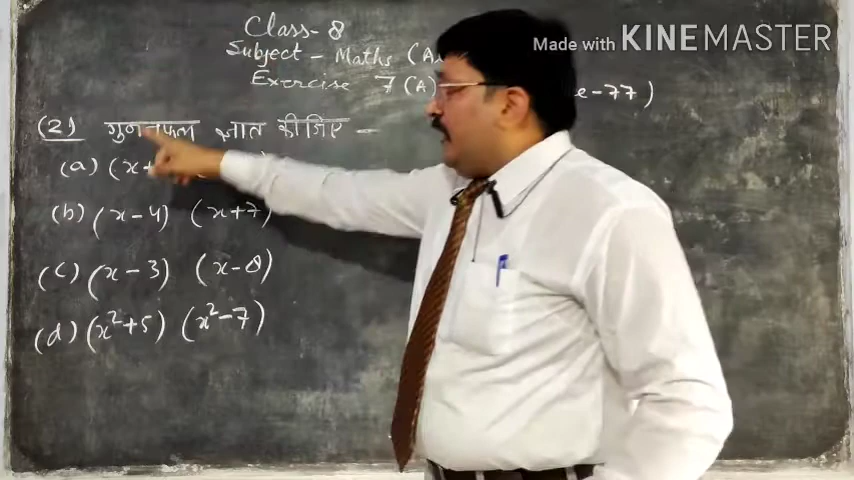 Class-8
Subject - Maths
Made with KINEMASTER
Exercise 7(A) e-77)
(2) गुणनफल ज्ञात कीजिए -
(a) (x+
(b) (x-4) (x+7)
(c) (x-3) (x-8)
(d) (x²+5) (x²-7)